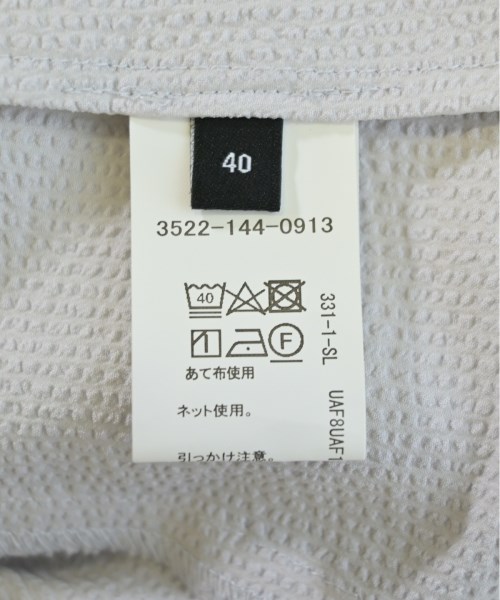 40
3522-144-0913
40
F
あて布使用
ネット使用。
引っかけ注意。
331-1-SL
UAF8UAF1